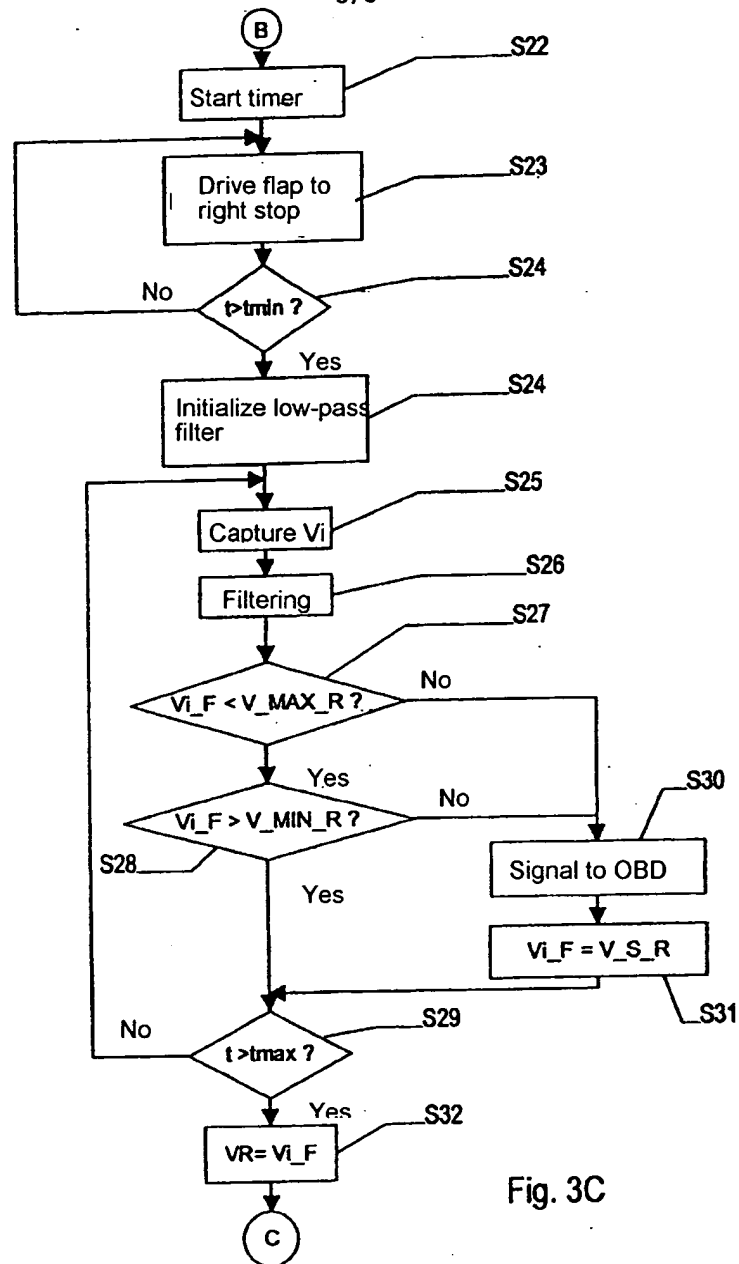 B
S22
Start timer
S23
Drive flap to
right stop
S24
No
t>tmin ?
Yes
S24
Initialize low-pass
filter
S25
Capture Vi
S26
Filtering
S27
No
Vi_F < V_MAX_R ?
Yes
No
S30
Vi_F > V_MIN_R ?
S28
Signal to OBD
Yes
Vi_F = V_S_R
S31
No
S29
t >tmax ?
Yes
S32
VR= Vi_F
Fig. 3C
C